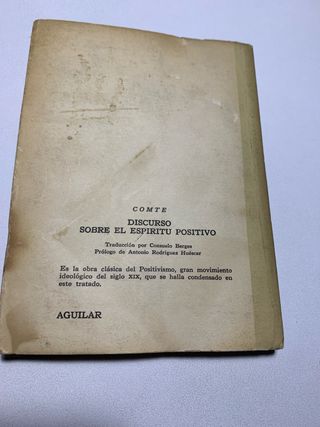 COMTE
DISCURSO
SOBRE EL ESPIRITU POSITIVO
Traducción por Consuelo Berges
Prólogo de Antonio Rodríguez Huéscar
Es la obra clásica del Positivismo, gran movimiento
ideológico del siglo XIX, que se halla condensado en
este tratado.
AGUILAR